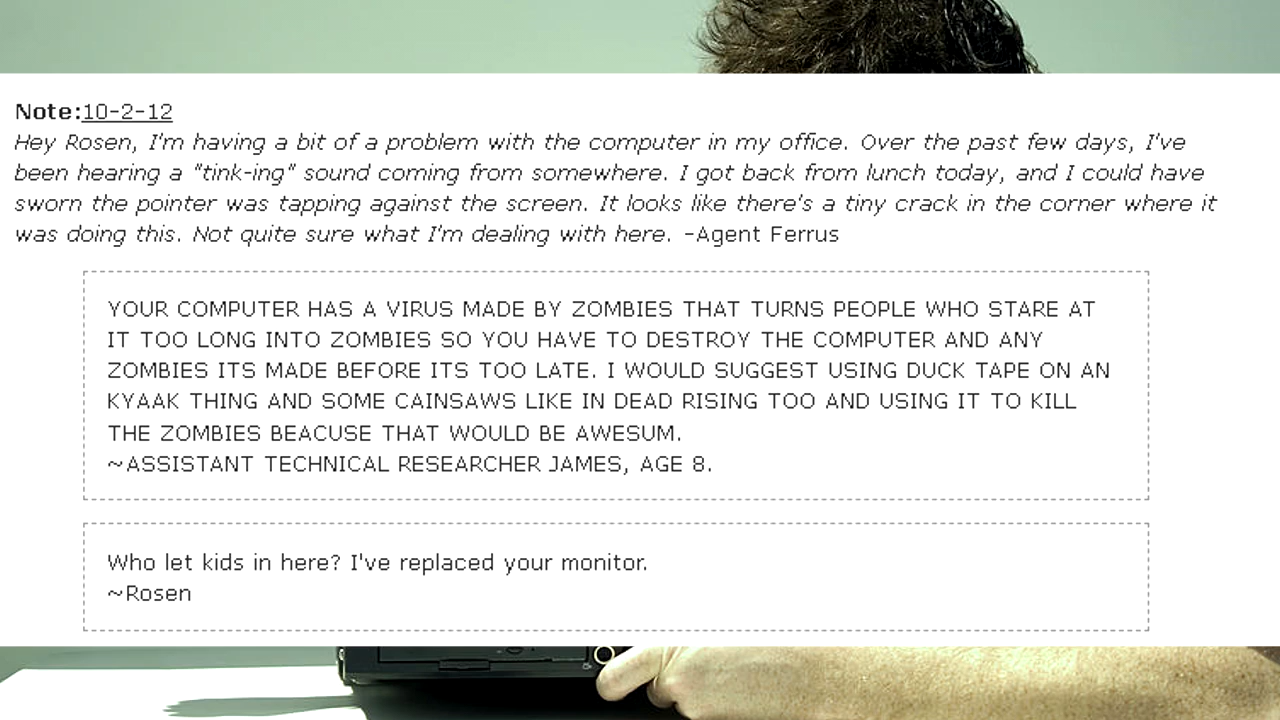 Note:10-2-12
Hey Rosen, I'm having a bit of a problem with the computer in my office. Over the past few days, I've
been hearing a "tink-ing" sound coming from somewhere. I got back from lunch today, and I could have
sworn the pointer was tapping against the screen. It looks like there's a tiny crack in the corner where it
was doing this. Not quite sure what I'm dealing with here. -Agent Ferrus
YOUR COMPUTER HAS A VIRUS MADE BY ZOMBIES THAT TURNS PEOPLE WHO STARE AT
IT TOO LONG INTO ZOMBIES SO YOU HAVE TO DESTROY THE COMPUTER AND ANY
ZOMBIES ITS MADE BEFORE ITS TOO LATE. I WOULD SUGGEST USING DUCK TAPE ON AN
KYAAK THING AND SOME CAINSAWS LIKE IN DEAD RISING TOO AND USING IT TO KILL
THE ZOMBIES BEACUSE THAT WOULD BE AWESUM.
~ASSISTANT TECHNICAL RESEARCHER JAMES, AGE 8.
Who let kids in here? I've replaced your monitor.
~Rosen